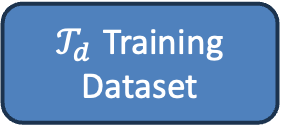 𝒯d Training
Dataset